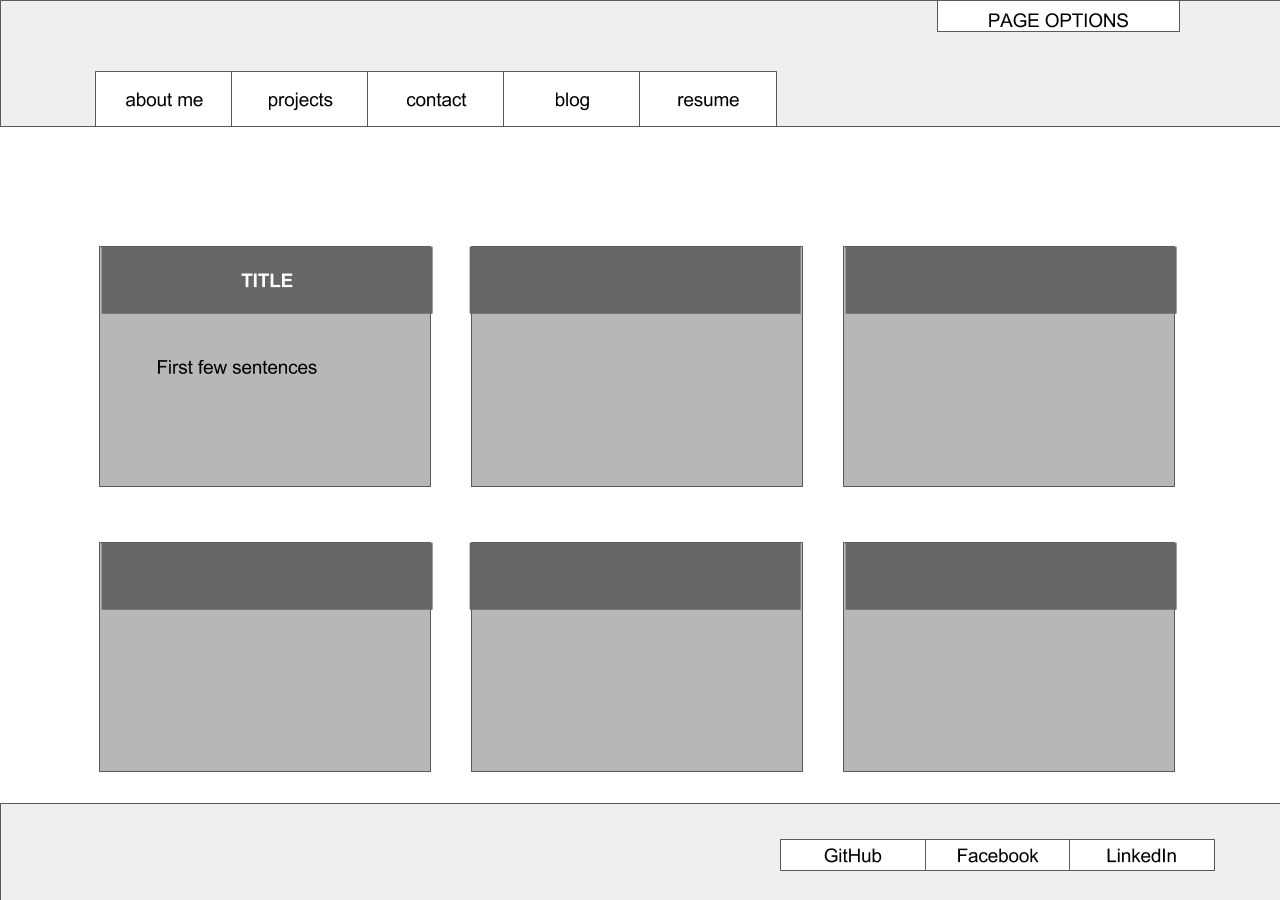 PAGE OPTIONS
about me projects contact blog resume
TITLE
First few sentences
GitHub Facebook LinkedIn